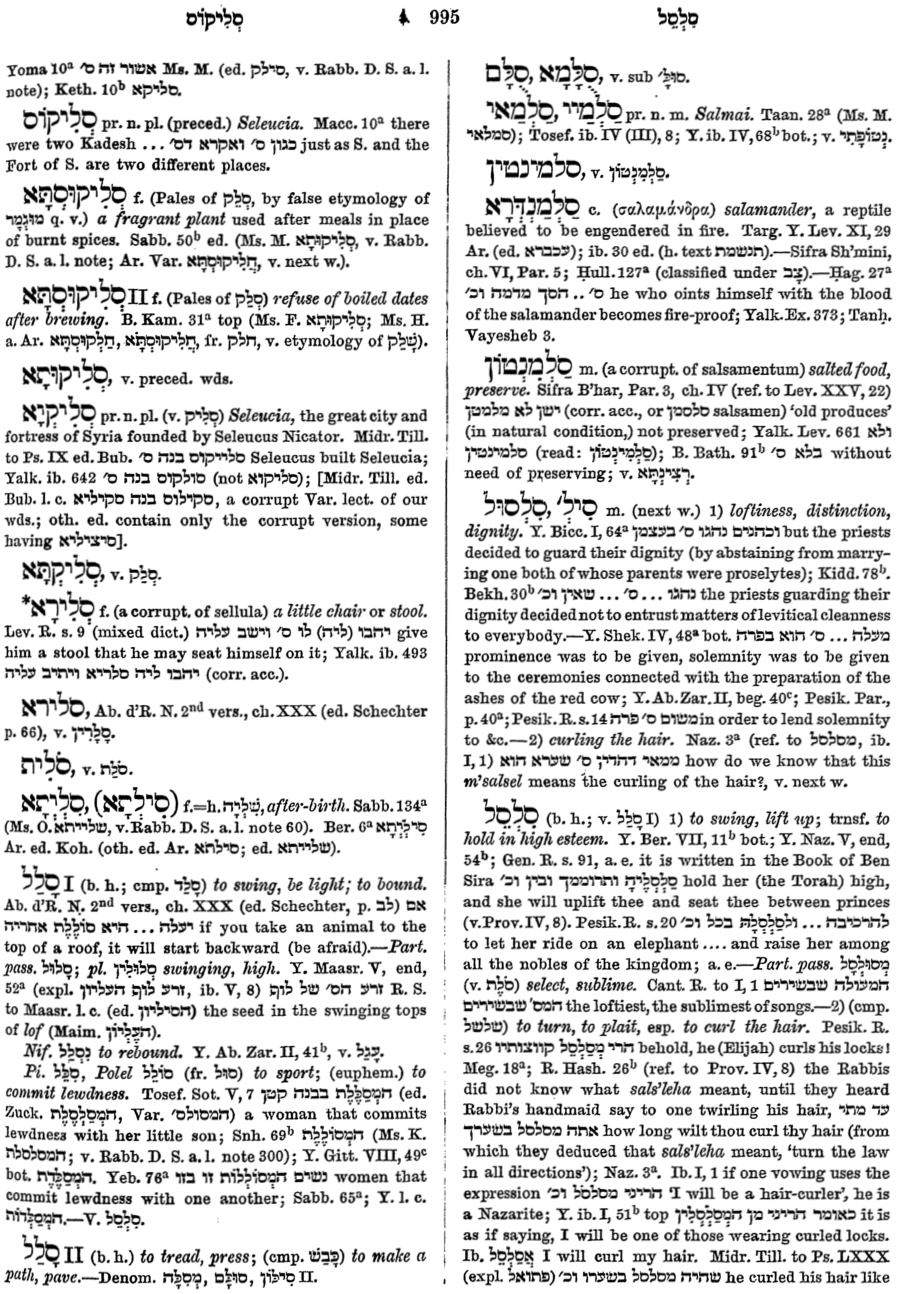 סְלִיקוֹס 995 סִלְסֵל
Yoma 10ᵃ אשור זה ס׳ Ms. M. (ed. סילק, v. Rabb. D. S. a. l.
note); Keth. 10ᵇ סליקא.
סְלִיקוֹס pr. n. pl. (preced.) Seleucia. Macc. 10ᵃ there
were two Kadesh ... כגון ס׳ ואקרא דס׳ just as S. and the
Fort of S. are two different places.
סְלִיקוּסְתָּא f. (Pales of סְלַק, by false etymology of
מוּגְמָר q. v.) a fragrant plant used after meals in place
of burnt spices. Sabb. 50ᵇ ed. (Ms. M. סְלִיקוּתָא, v. Rabb.
D. S. a. l. note; Ar. Var. חֲלִיקוּסְתָּא, v. next w.).
סְלִיקוּסְתָּא II f. (Pales of סְלַק) refuse of boiled dates
after brewing. B. Kam. 31ᵃ top (Ms. F. סְלִיקוּתָא; Ms. H.
a. Ar. חֲלִיקוּסְתָּא, חַלְקוּסְתָּא, fr. חלק, v. etymology of שָׁלַק).
סְלִיקוּתָא, v. preced. wds.
סְלִיקְיָא pr. n. pl. (v. סְלִיק) Seleucia, the great city and
fortress of Syria founded by Seleucus Nicator. Midr. Till.
to Ps. IX ed. Bub. סלייקוס בנה ס׳ Seleucus built Seleucia;
Yalk. ib. 642 סולקוס בנה ס׳ (not סליקוא); [Midr. Till. ed.
Bub. l. c. סקילוס בנה סקיליא, a corrupt Var. lect. of our
wds.; oth. ed. contain only the corrupt version, some
having סיציליא].
סְלִיקְתָּא, v. סְלַק.
*סְלִירָא f. (a corrupt. of sellula) a little chair or stool.
Lev. R. s. 9 (mixed dict.) יהבו (ליה) לו ס׳ וישב עליה give
him a stool that he may seat himself on it; Yalk. ib. 493
יהבו ליה סלריא ויתיב עליה (corr. acc.).
סלירא, Ab. d’R. N. 2ⁿᵈ vers., ch. XXX (ed. Schechter
p. 66), v. סָלָרִין.
סֹלִית, v. סֹלֶת.
סִלְיְתָא, (סִילְתָא) f.=h. שִׁלְיָה, after-birth. Sabb. 134ᵃ
(Ms. O. שלייתא, v. Rabb. D. S. a. l. note 60). Ber. 6ᵃ סִילְיְתָא
Ar. ed. Koh. (oth. ed. Ar. סילתא; ed. שלייתא).
סָלַל I (b. h.; cmp. סָלַד) to swing, be light; to bound.
Ab. d’R. N. 2ⁿᵈ vers., ch. XXX (ed. Schechter, p. לב) אם
יעלה ... היא סוֹלֶלֶת אחריה if you take an animal to the
top of a roof, it will start backward (be afraid).—Part.
pass. סָלוּל; pl. סְלוּלִין swinging, high. Y. Maasr. V, end,
52ᵃ (expl. זרע לוף העליון, ib. V, 8) זרע הס׳ של לוף R. S.
to Maasr. l. c. (ed. הסיליון) the seed in the swinging tops
of lof (Maim. הָעֶלְיוֹן).
Nif. נִסְלַל to rebound. Y. Ab. Zar. II, 41ᵇ, v. עָגַל.
Pi. סִלֵּל, Polel סוֹלֵל (fr. סוּל) to sport; (euphem.) to
commit lewdness. Tosef. Sot. V, 7 הַמְסַלֶּלֶת בבנה קטן (ed.
Zuck. הַמְסַלְסֶלֶת, Var. המסולס׳) a woman that commits
lewdness with her little son; Snh. 69ᵇ הַמְסוֹלֶלֶת (Ms. K.
המסלסלת; v. Rabb. D. S. a. l. note 300); Y. Gitt. VIII, 49ᶜ
bot. הַמְסַלֶּדֶת. Yeb. 76ᵃ נשים הַמְסוֹלְלוֹת זו בזו women that
commit lewdness with one another; Sabb. 65ᵃ; Y. l. c.
הַמְסַלְּדוֹת.—V. סִלְסֵל.
סָלַל II (b. h.) to tread, press; (cmp. כָּבַשׁ) to make a
path, pave.—Denom. סִילּוֹן, סוּלָּם, מְסִלָּה II.
סֻלָּמָא, סֻלָּם, v. sub סוּלָּ׳.
סַלְמַיי, סַלְמַאי pr. n. m. Salmai. Taan. 28ᵃ (Ms. M.
סמלאי); Tosef. ib. IV (III), 8; Y. ib. IV, 68ᵇ bot.; v. נְטוֹפָתִי.
סלמינטין, v. סַלְמִנְטוֹן.
סַלְמַנְדְּרָא c. (σαλαμάνδρα) salamander, a reptile
believed to be engendered in fire. Targ. Y. Lev. XI, 29
Ar. (ed. עכברא); ib. 30 ed. (h. text תנשמת).—Sifra Sh’mini,
ch. VI, Par. 5; Ḥull. 127ᵃ (classified under צָב).—Ḥag. 27ᵃ
ס׳ .. הסך מדמה וכ׳ he who oints himself with the blood
of the salamander becomes fire-proof; Yalk. Ex. 373; Tanḥ.
Vayesheb 3.
סַלְמִנְטוֹן m. (a corrupt. of salsamentum) salted food,
preserve. Sifra B’har, Par. 3, ch. IV (ref. to Lev. XXV, 22)
ישן לא מלמטן (corr. acc., or סלסמן salsamen) ‘old produces’
(in natural condition,) not preserved; Yalk. Lev. 661 ולא
סלמינטין (read: סַלְמִינְטוֹן); B. Bath. 91ᵇ בלא ס׳ without
need of preserving; v. רְצִינְתָּא.
סִילְ׳, סִלְסוּל m. (next w.) 1) loftiness, distinction,
dignity. Y. Bicc. I, 64ᵃ וכהנים נהגו ס׳ בעצמן but the priests
decided to guard their dignity (by abstaining from marry-
ing one both of whose parents were proselytes); Kidd. 78ᵇ.
Bekh. 30ᵇ נהגו ... ס׳ ... שאין וכ׳ the priests guarding their
dignity decided not to entrust matters of levitical cleanness
to everybody.—Y. Shek. IV, 48ᵃ bot. מעלה ... ס׳ הוא בפרה
prominence was to be given, solemnity was to be given
to the ceremonies connected with the preparation of the
ashes of the red cow; Y. Ab. Zar. II, beg. 40ᶜ; Pesik. Par.,
p. 40ᵃ; Pesik. R. s. 14 משום ס׳ פרה in order to lend solemnity
to &c.—2) curling the hair. Naz. 3ᵃ (ref. to מסלסל, ib.
I, 1) ממאי דהדין ס׳ שערא הוא how do we know that this
m’salsel means the curling of the hair?, v. next w.
סִלְסֵל (b. h.; v. סָלַל I) 1) to swing, lift up; trnsf. to
hold in high esteem. Y. Ber. VII, 11ᵇ bot.; Y. Naz. V, end,
54ᵇ; Gen. R. s. 91, a. e. it is written in the Book of Ben
Sira סַלְסְלֶיהָ ותרוממך ובין וכ׳ hold her (the Torah) high,
and she will uplift thee and seat thee between princes
(v. Prov. IV, 8). Pesik. R. s. 20 להרכיבה ... ולסַלְסְלָהּ בכל וכ׳
to let her ride on an elephant .... and raise her among
all the nobles of the kingdom; a. e.—Part. pass. מְסוּלְסָל
(v. סֹלֶת) select, sublime. Cant. R. to I, 1 המעולה שבשירים
המס׳ שבשירים the loftiest, the sublimest of songs.—2) (cmp.
שלשל) to turn, to plait, esp. to curl the hair. Pesik. R.
s. 26 הרי מְסַלְסֵל קווצותיו behold, he (Elijah) curls his locks!
Meg. 18ᵃ; R. Hash. 26ᵇ (ref. to Prov. IV, 8) the Rabbis
did not know what sals’leha meant, until they heard
Rabbi’s handmaid say to one twirling his hair, עד מתי
אתה מסלסל בשערך how long wilt thou curl thy hair (from
which they deduced that sals’leha meant, ‘turn the law
in all directions’); Naz. 3ᵃ. Ib. I, 1 if one vowing uses the
expression הריני מסלסל וכ׳ ‘I will be a hair-curler’, he is
a Nazarite; Y. ib. I, 51ᵇ top כאומר הריני מן הַמְסַלְסְלִין it is
as if saying, I will be one of those wearing curled locks.
Ib. אֲסַלְסֵל I will curl my hair. Midr. Till. to Ps. LXXX
(expl. פתואל) שהיה מסלסל בשערו וכ׳ he curled his hair like